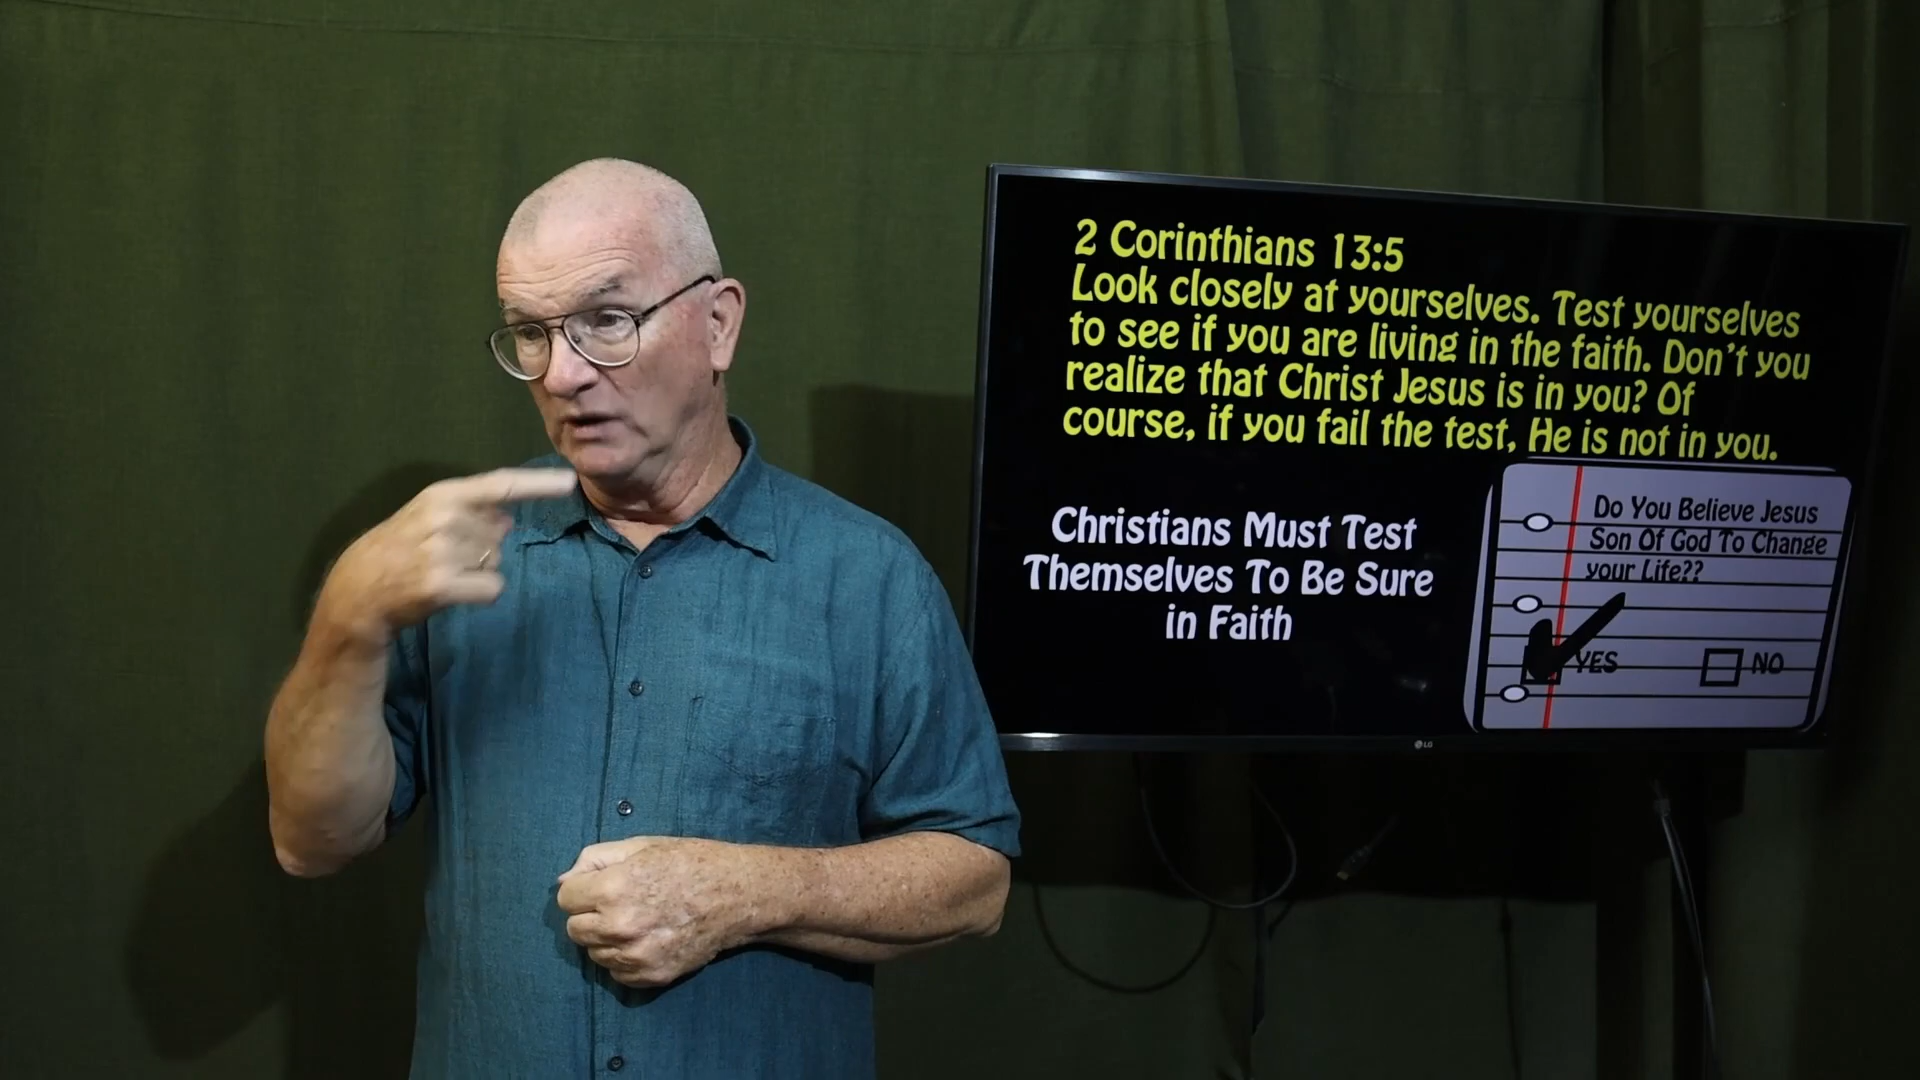 2 Corinthians 13:5
Look closely at yourselves. Test yourselves
to see if you are living in the faith. Don't you
realize that Christ Jesus is in you? Of
course, if you fail the test, He is not in you.
Christians Must Test
Themselves To Be Sure
in Faith
Do You Believe Jesus
Son Of God To Change
your Life??
YES NO
LG